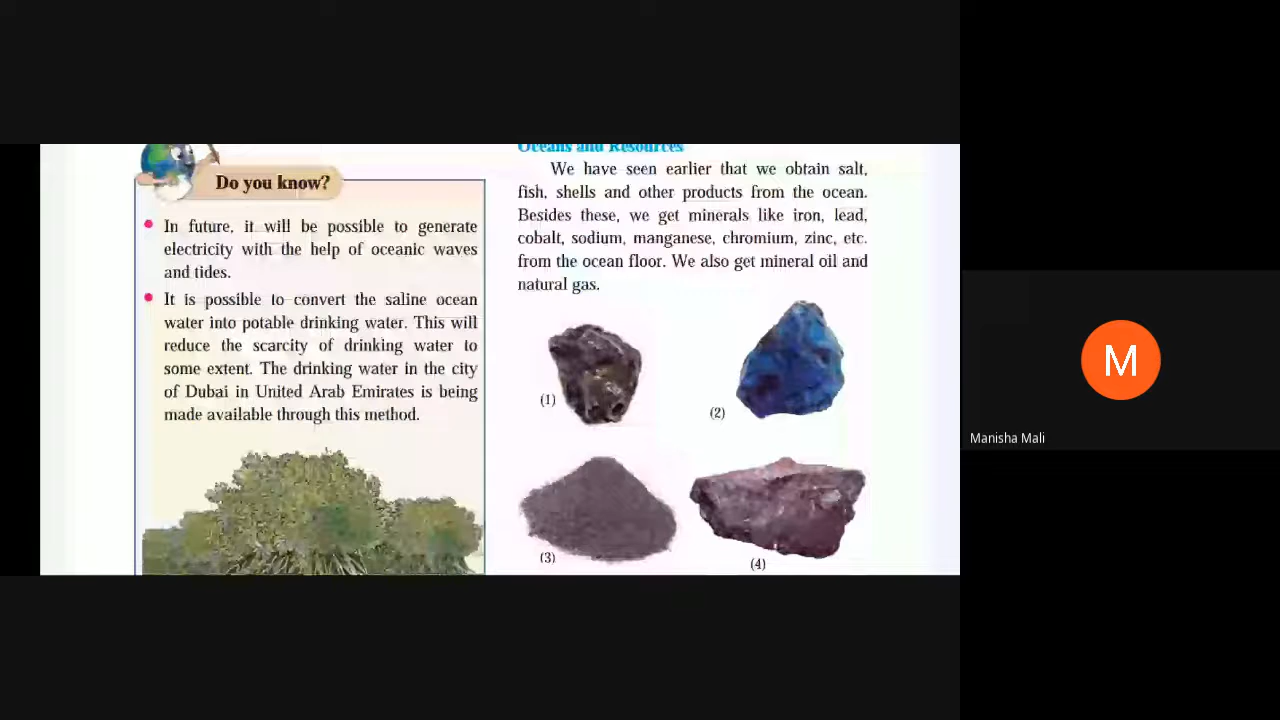 Do you know?
In future, it will be possible to generate
electricity with the help of oceanic waves
and tides.
It is possible to convert the saline ocean
water into potable drinking water. This will
reduce the scarcity of drinking water to
some extent. The drinking water in the city
of Dubai in United Arab Emirates is being
made available through this method.
Oceans and Resources
We have seen earlier that we obtain salt,
fish, shells and other products from the ocean.
Besides these, we get minerals like iron, lead,
cobalt, sodium, manganese, chromium, zinc, etc.
from the ocean floor. We also get mineral oil and
natural gas.
(1)
(2)
(3)
(4)
M
Manisha Mali